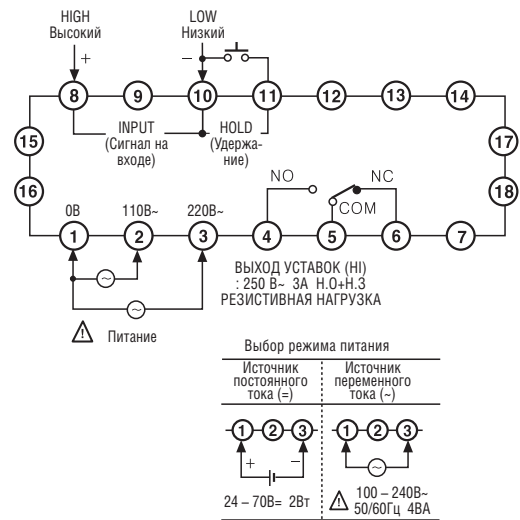 HIGH
Высокий
LOW
Низкий
+
−
8 9 10 11 12 13 14
INPUT
(Сигнал на
входе)
HOLD
(Удержа-
ние)
15
16
17
18
NO
NC
COM
0В 110В~ 220В~
1 2 3 4 5 6 7
ВЫХОД УСТАВОК (HI)
: 250 В~ 3А Н.О+Н.З
РЕЗИСТИВНАЯ НАГРУЗКА
~
~
! Питание
Выбор режима питания
Источник
постоянного
тока (=)
Источник
переменного
тока (~)
1 2 3
1 2 3
+ −
~
24 – 70В= 2Вт
! 100 – 240В~
50/60Гц 4ВА